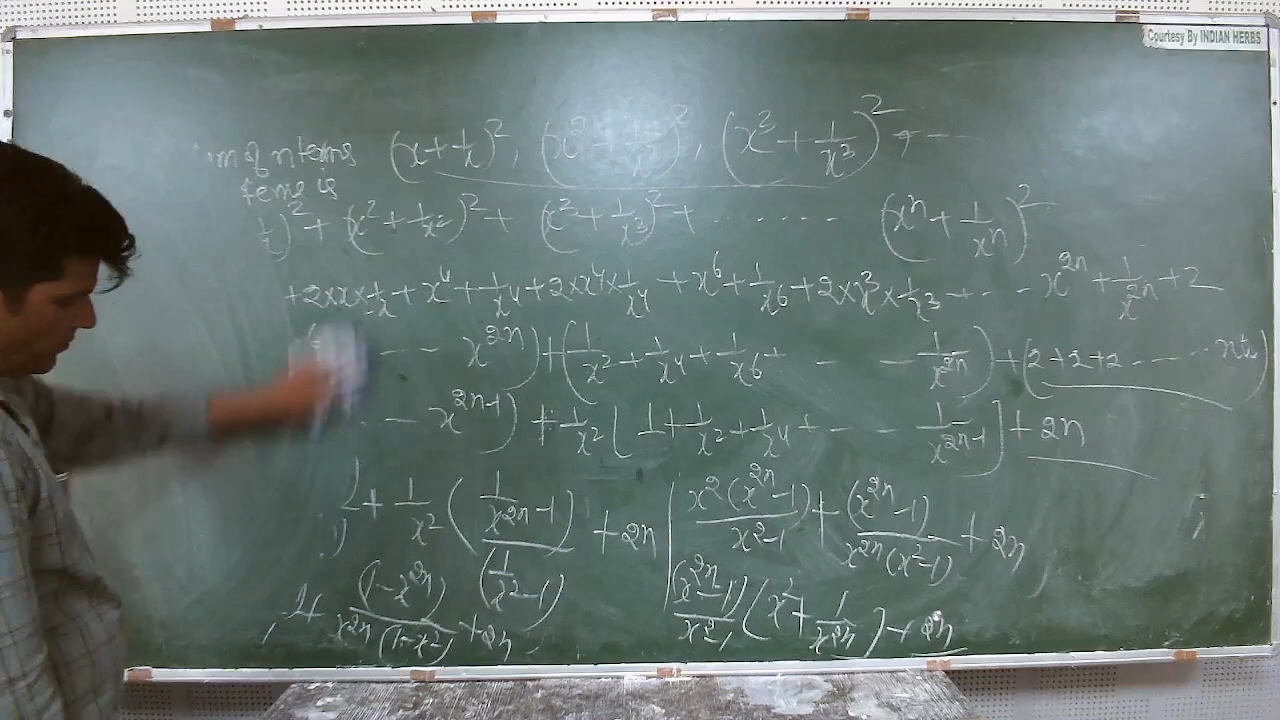 Courtesy By INDIAN HERBS
n terms (x + 1/x)², (x² + 1/x²)², (x³ + 1/x³)² + - - -
terms is
)² + (x² + 1/x²)² + (x³ + 1/x³)² + . . . . . . . (xⁿ + 1/xⁿ)²
+ 2×x×1/x + x⁴ + 1/x⁴ + 2×x⁴×1/x⁴ + x⁶ + 1/x⁶ + 2×x³×1/x³ + - - - x²ⁿ + 1/x²ⁿ + 2
- - - x²ⁿ) + (1/x² + 1/x⁴ + 1/x⁶ + - - - 1/x²ⁿ) + (2+2+2 - - - - -
- - x²ⁿ⁻¹) + 1/x² [1 + 1/x² + 1/x⁴ + - - - 1/x²ⁿ⁻¹] + 2n
+ 1/x² (1/x²ⁿ - 1)/(1/x² - 1) + 2n
(1 - x²ⁿ)/x²ⁿ(1 - x²) + 2n
x²(x²ⁿ - 1)/x² - 1 + (x²ⁿ - 1)/x²ⁿ(x² - 1) + 2n
(x²ⁿ - 1)/x² - 1 (x² + 1/x²ⁿ) + 2n